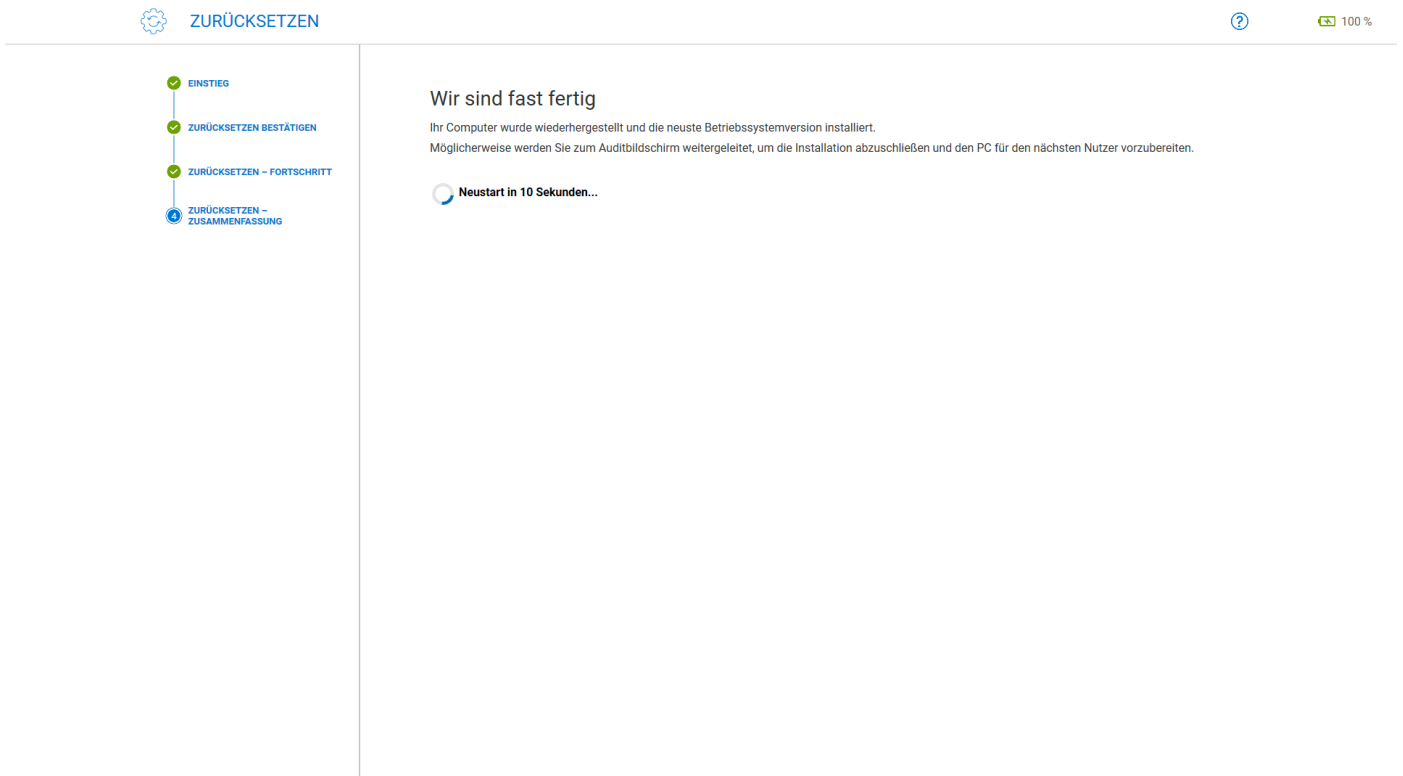 ZURÜCKSETZEN
100 %
EINSTIEG
ZURÜCKSETZEN BESTÄTIGEN
ZURÜCKSETZEN – FORTSCHRITT
4
ZURÜCKSETZEN –
ZUSAMMENFASSUNG
Wir sind fast fertig
Ihr Computer wurde wiederhergestellt und die neuste Betriebssystemversion installiert.
Möglicherweise werden Sie zum Auditbildschirm weitergeleitet, um die Installation abzuschließen und den PC für den nächsten Nutzer vorzubereiten.
Neustart in 10 Sekunden...